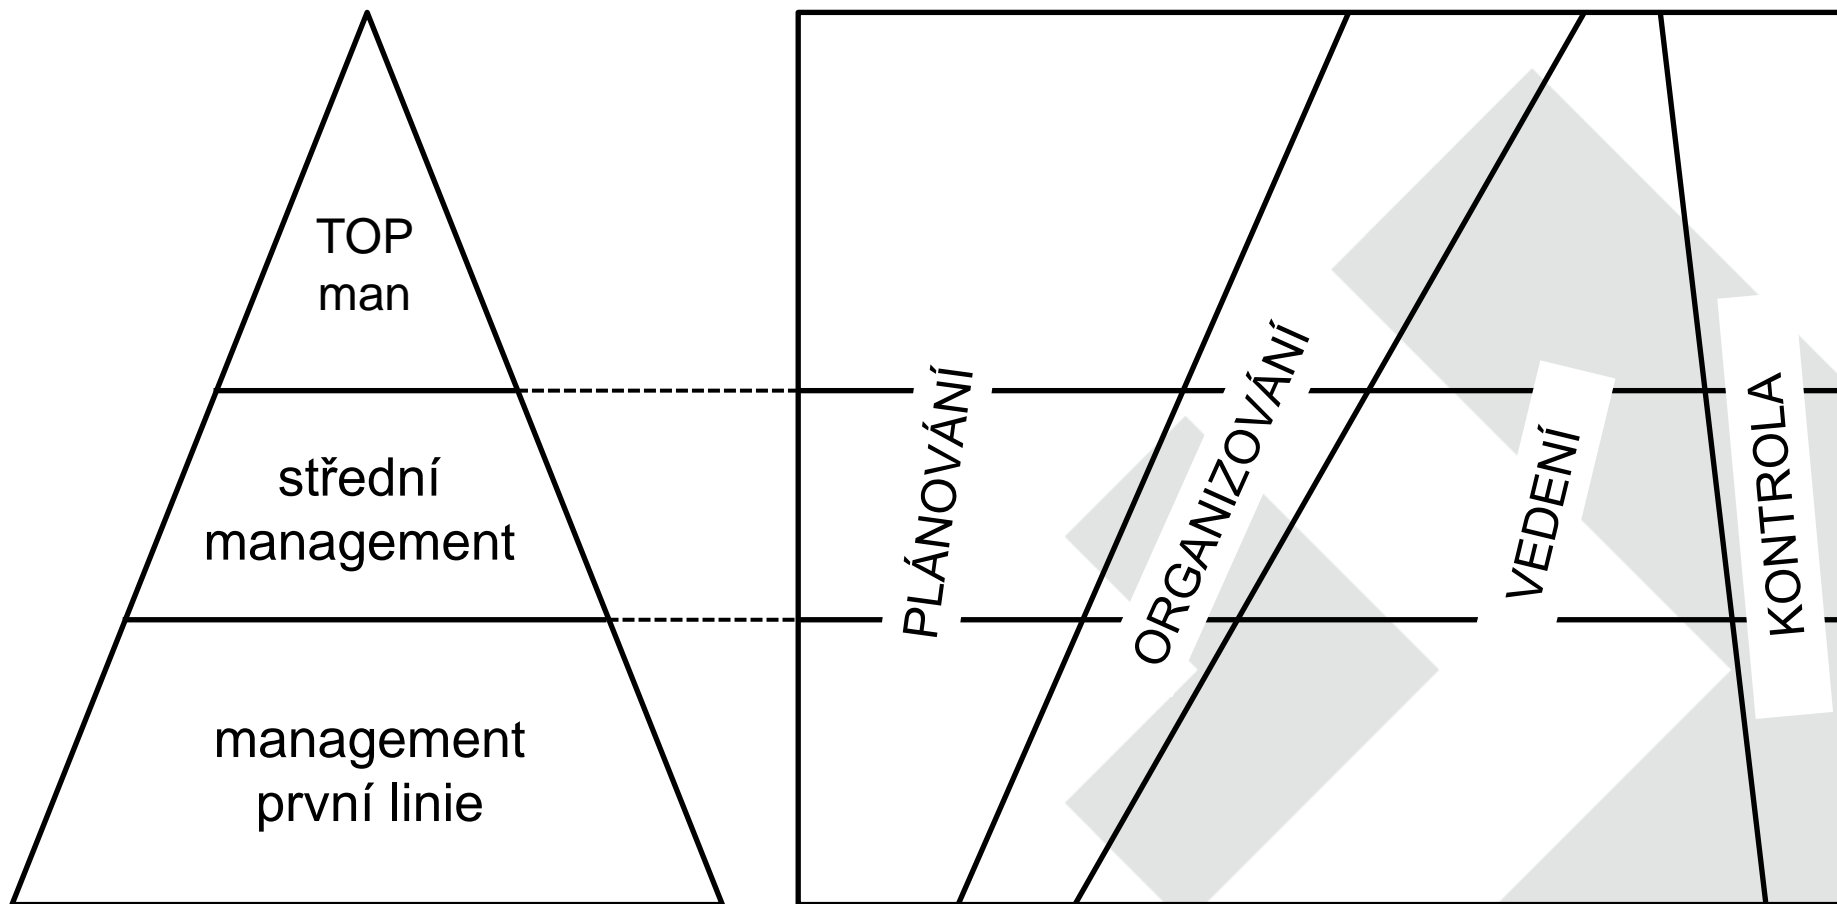 TOP
man
střední
management
management
první linie
PLÁNOVÁNÍ
ORGANIZOVÁNÍ
VEDENÍ
KONTROLA